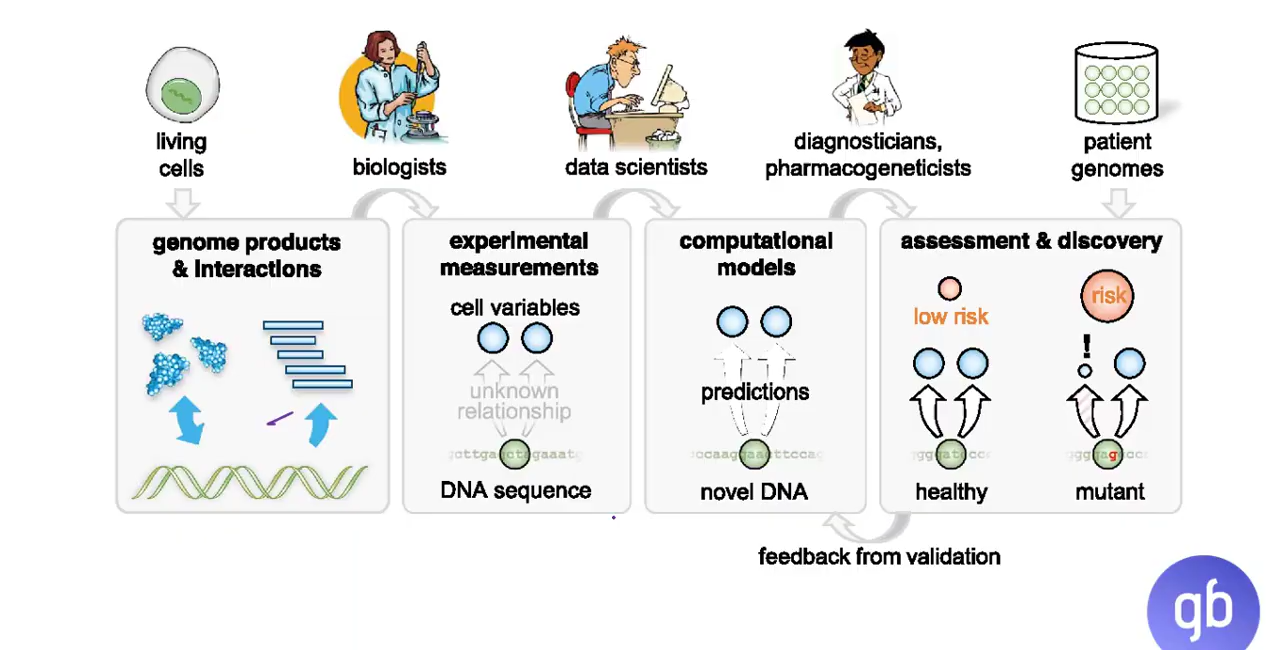 living
cells
biologists
data scientists
diagnosticians,
pharmacogeneticists
patient
genomes
genome products
& interactions
experimental
measurements
cell variables
unknown
relationship
DNA sequence
computational
models
predictions
novel DNA
assessment & discovery
low risk
risk
!
healthy
mutant
feedback from validation
gb